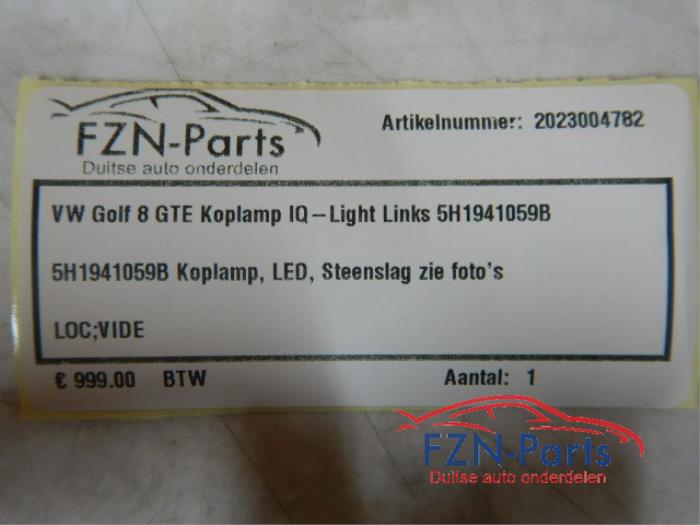 FZN-Parts
Duitse auto onderdelen
Artikelnummer: 2023004782
VW Golf 8 GTE Koplamp IQ-Light Links 5H1941059B
5H1941059B Koplamp, LED, Steenslag zie foto's
LOC;VIDE
€ 999.00 BTW
Aantal: 1
FZN-Parts
Duitse auto onderdelen